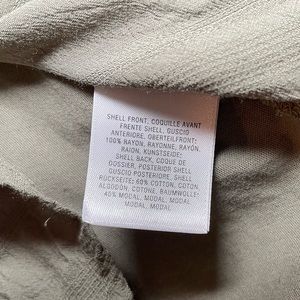 SHELL FRONT, COQUILLE AVANT
FRENTE SHELL, GUSCIO
ANTERIORE, OBERTEILFRONT:
100% RAYON, RAYONNE, RAYÓN,
RAION, KUNSTSEIDE;
SHELL BACK, COQUE DE
DOSSIER, POSTERIOR SHELL
GUSCIO POSTERIORE, SHELL
RÜCKSEITE: 60% COTTON, COTON,
ALGODÓN, COTONE, BAUMWOLLE;
40% MODAL, MODAL, MODAL
MODAL, MODAL